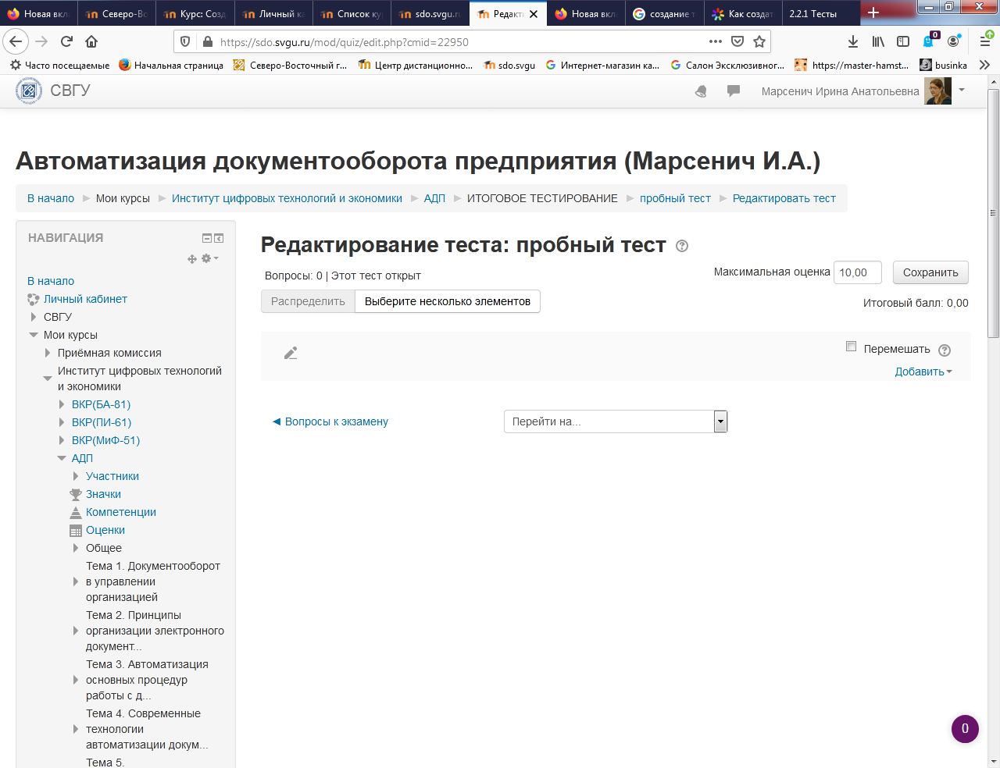 Новая вкл
Северо-Во
Курс: Созд
Личный ка
Список ку
sdo.svgu.ru
Редакти
Новая вкл
создание т
Как создат
2.2.1 Тесты
https://sdo.svgu.ru/mod/quiz/edit.php?cmid=22950
0
Часто посещаемые
Начальная страница
Северо-Восточный г...
Центр дистанционно...
sdo.svgu
Интернет-магазин ка...
Салон Эксклюзивног...
https://master-hamst...
businka
СВГУ
Марсенич Ирина Анатольевна
Автоматизация документооборота предприятия (Марсенич И.А.)
В начало ► Мои курсы ► Институт цифровых технологий и экономики ► АДП ► ИТОГОВОЕ ТЕСТИРОВАНИЕ ► пробный тест ► Редактировать тест
НАВИГАЦИЯ
В начало
Личный кабинет
СВГУ
Мои курсы
Приёмная комиссия
Институт цифровых технологий
и экономики
ВКР(БА-81)
ВКР(ПИ-61)
ВКР(МиФ-51)
АДП
Участники
Значки
Компетенции
Оценки
Общее
Тема 1. Документооборот
в управлении
организацией
Тема 2. Принципы
организации электронного
документ...
Тема 3. Автоматизация
основных процедур
работы с д...
Тема 4. Современные
технологии
автоматизации докум...
Тема 5.
Редактирование теста: пробный тест
Вопросы: 0 | Этот тест открыт
Максимальная оценка 10,00 Сохранить
Распределить Выберите несколько элементов
Итоговый балл: 0,00
Перемешать
Добавить
◄ Вопросы к экзамену
Перейти на...
0